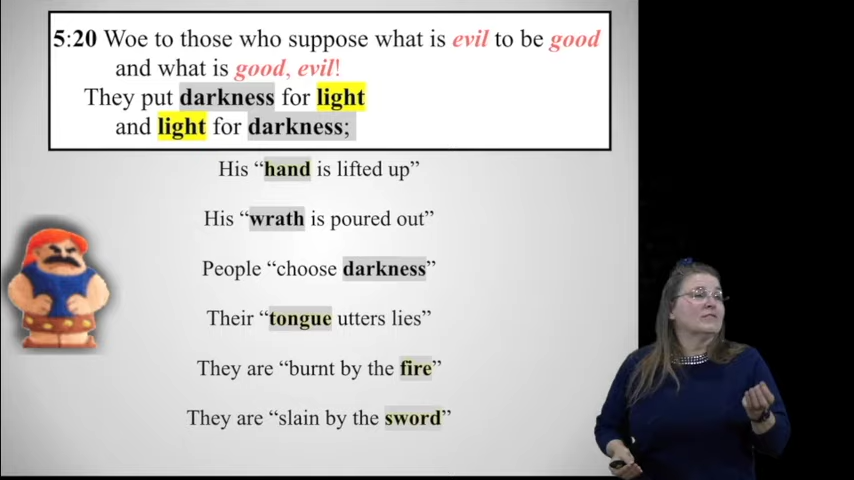 5:20 Woe to those who suppose what is evil to be good
and what is good, evil!
They put darkness for light
and light for darkness;
His “hand is lifted up”
His “wrath is poured out”
People “choose darkness”
Their “tongue utters lies”
They are “burnt by the fire”
They are “slain by the sword”